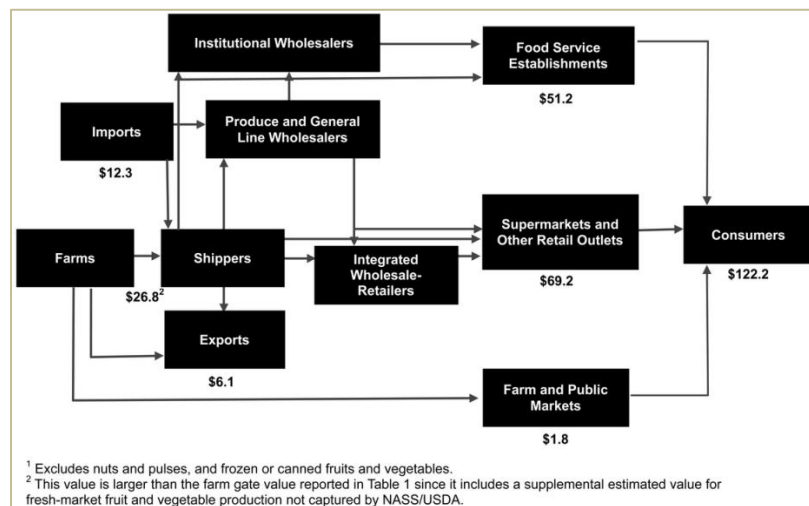 Institutional Wholesalers
Food Service
Establishments
$51.2
Imports
$12.3
Produce and General
Line Wholesalers
Farms
$26.8²
Shippers
Integrated
Wholesale-
Retailers
Supermarkets and
Other Retail Outlets
$69.2
Consumers
$122.2
Exports
$6.1
Farm and Public
Markets
$1.8
¹ Excludes nuts and pulses, and frozen or canned fruits and vegetables.
² This value is larger than the farm gate value reported in Table 1 since it includes a supplemental estimated value for
fresh-market fruit and vegetable production not captured by NASS/USDA.